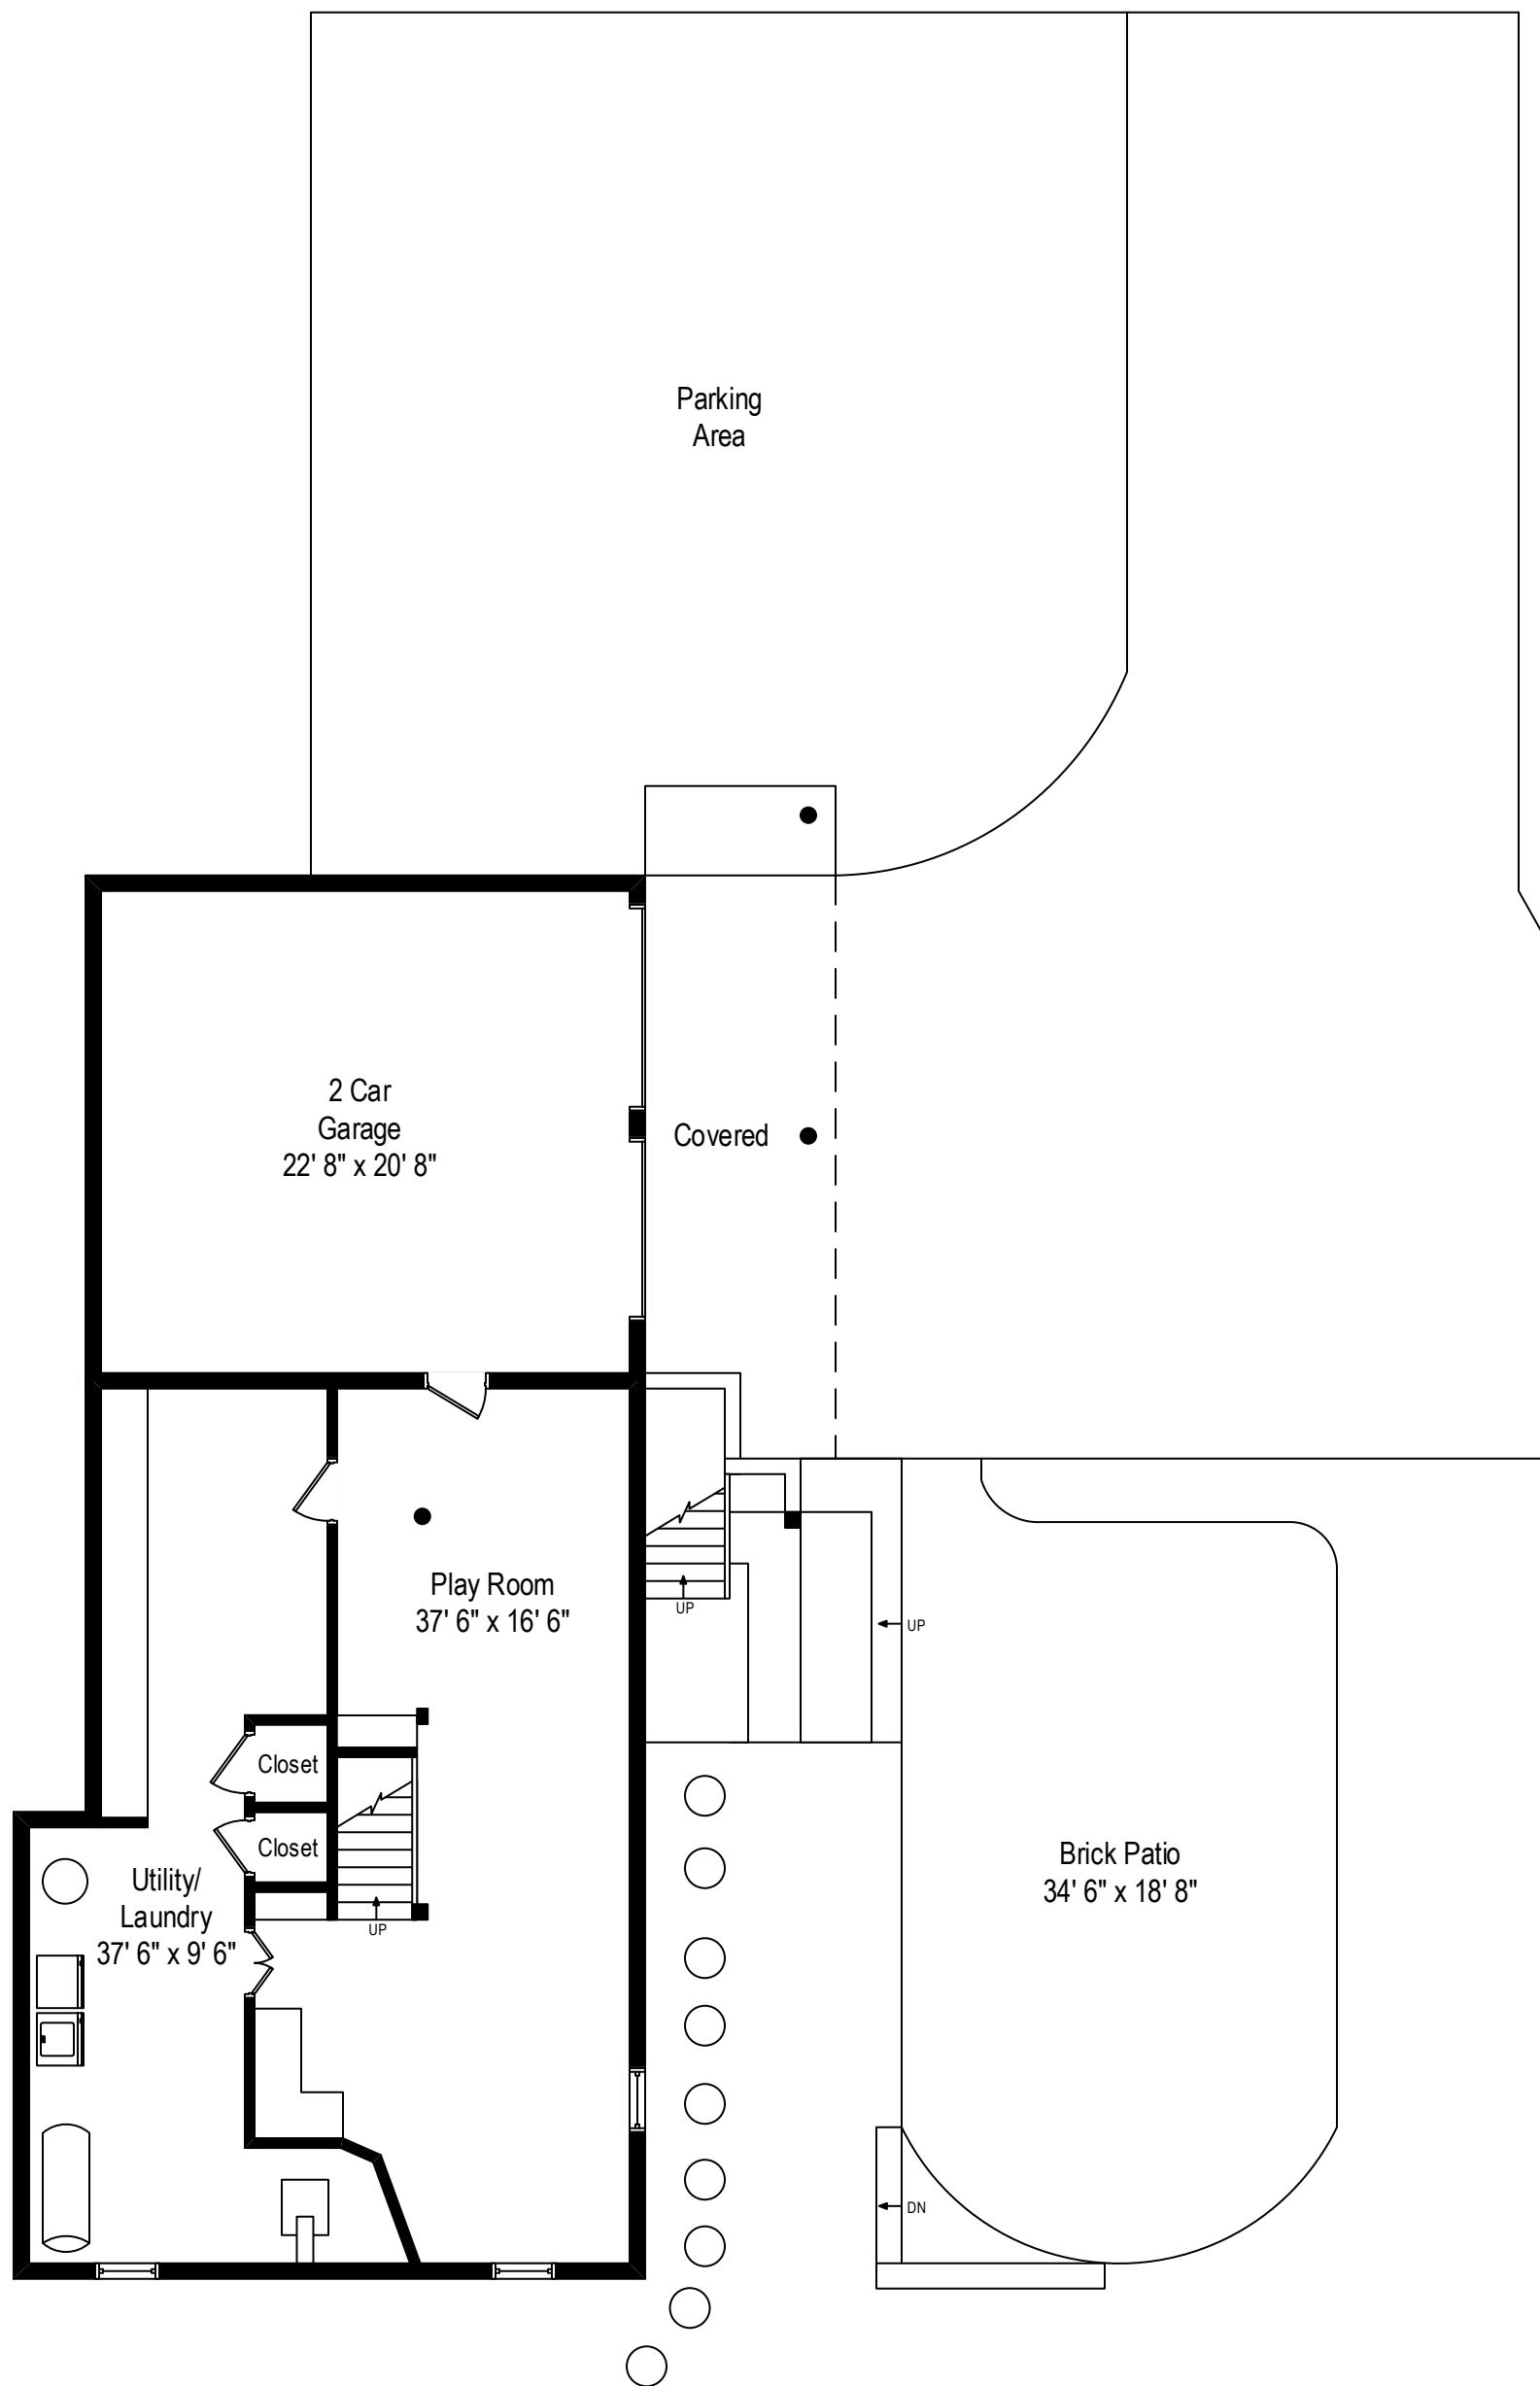 Parking
Area
2 Car
Garage
22' 8" x 20' 8"
Covered
Play Room
37' 6" x 16' 6"
UP
UP
Closet
Closet
Utility/
Laundry
37' 6" x 9' 6"
UP
Brick Patio
34' 6" x 18' 8"
DN